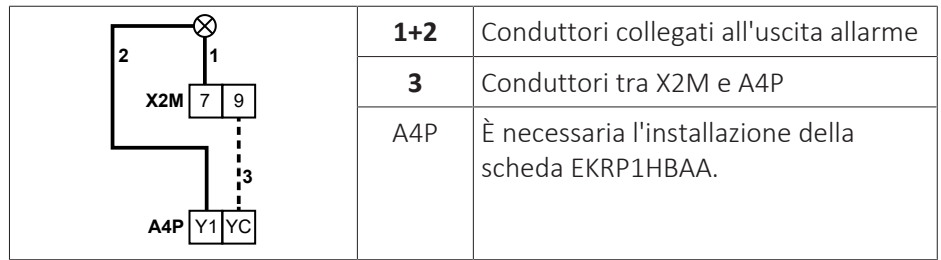 2
1
X2M 7 9
3
A4P Y1 YC
1+2 Conduttori collegati all'uscita allarme
3 Conduttori tra X2M e A4P
A4P È necessaria l'installazione della
scheda EKRP1HBAA.